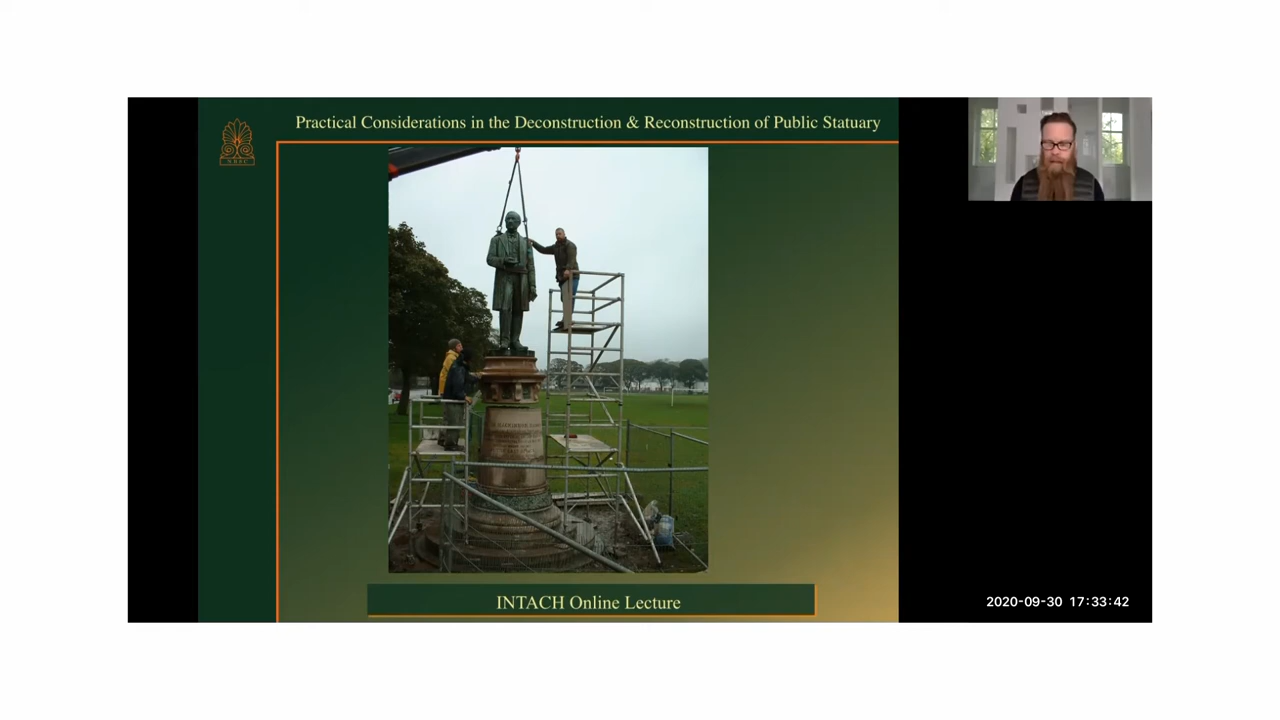 Practical Considerations in the Deconstruction & Reconstruction of Public Statuary
INTACH Online Lecture
2020-09-30 17:33:42